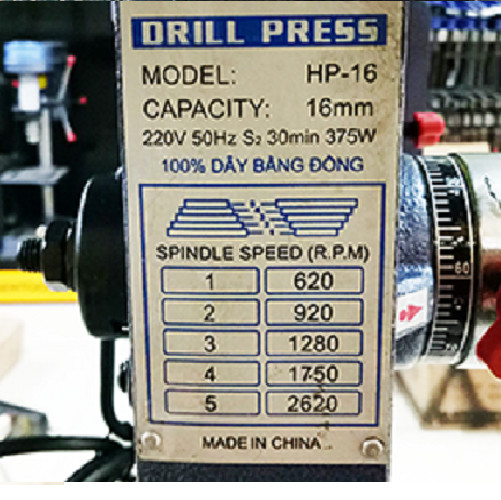 DRILL PRESS
MODEL: HP-16
CAPACITY: 16mm
220V 50Hz S₂ 30min 375W
100% DÂY BẰNG ĐỒNG
SPINDLE SPEED (R.P.M)
1 620
2 920
3 1280
4 1750
5 2620
MADE IN CHINA
60